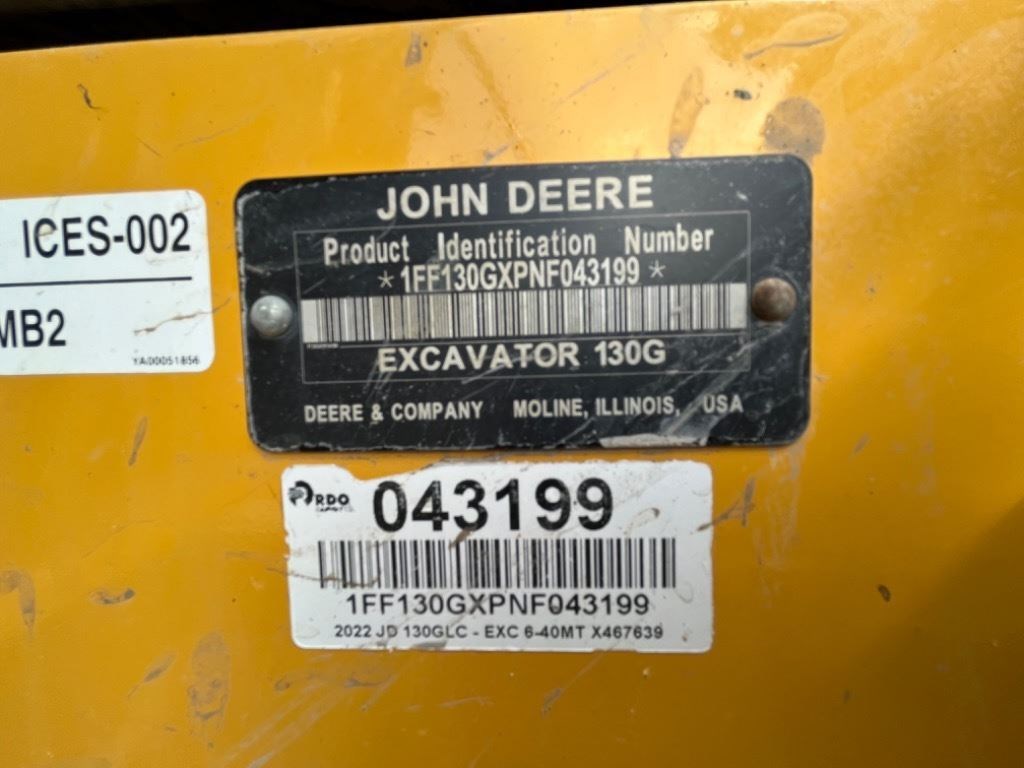 ICES-002
MB2
YA00051856
JOHN DEERE
Product Identification Number
*1FF130GXPNF043199*
EXCAVATOR 130G
DEERE & COMPANY MOLINE, ILLINOIS, USA
RDO
043199
1FF130GXPNF043199
2022 JD 130GLC - EXC 6-40MT X467639